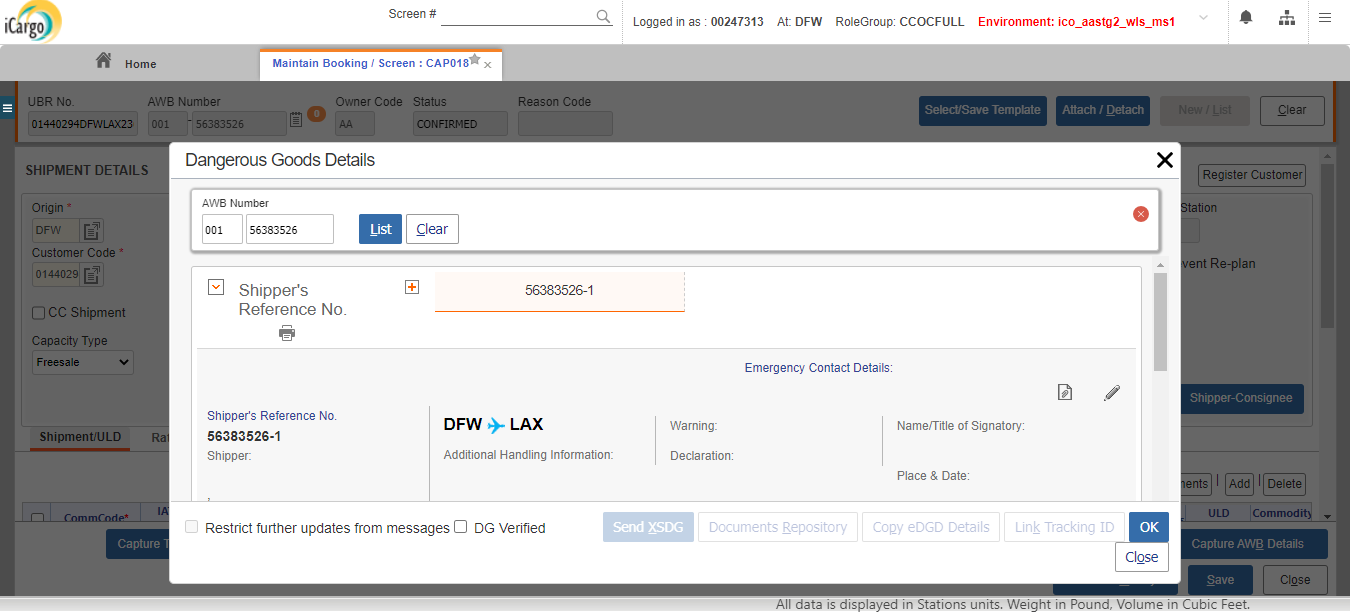 iCargo
Screen #
Logged in as : 00247313 At: DFW RoleGroup: CCOCFULL Environment: ico_aastg2_wls_ms1
Home
Maintain Booking / Screen : CAP018
UBR No. AWB Number Owner Code Status Reason Code
01440294DFWLAX23 001 - 56383526 0 AA CONFIRMED
Select/Save Template Attach / Detach New / List Clear
Dangerous Goods Details
SHIPMENT DETAILS
Register Customer
AWB Number
001 56383526 List Clear
Origin *
Station
DFW
Customer Code *
0144029
vent Re-plan
Shipper's
Reference No.
56383526-1
CC Shipment
Capacity Type
Freesale
Emergency Contact Details:
Shipper-Consignee
Shipper's Reference No.
56383526-1
Shipper:
DFW LAX
Additional Handling Information:
Warning:
Declaration:
Name/Title of Signatory:
Place & Date:
Shipment/ULD Rat
nents Add Delete
CommCode* IA
ULD Commodity
Restrict further updates from messages DG Verified
Send XSDG Documents Repository Copy eDGD Details Link Tracking ID OK
Close
Capture T
Capture AWB Details
Save Close
All data is displayed in Stations units. Weight in Pound, Volume in Cubic Feet.